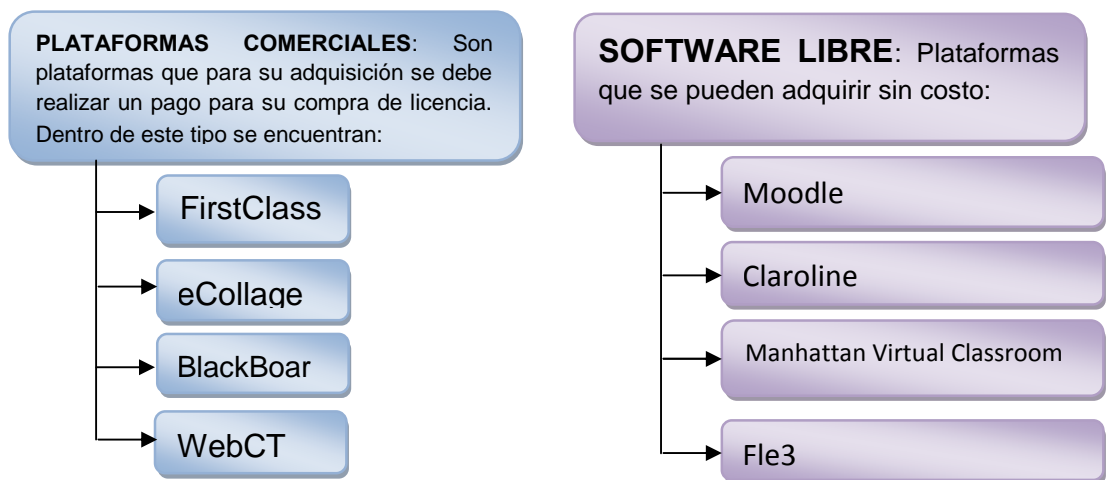 PLATAFORMAS COMERCIALES: Son
plataformas que para su adquisición se debe
realizar un pago para su compra de licencia.
Dentro de este tipo se encuentran:
FirstClass
eCollage
BlackBoar
WebCT
SOFTWARE LIBRE: Plataformas
que se pueden adquirir sin costo:
Moodle
Claroline
Manhattan Virtual Classroom
Fle3